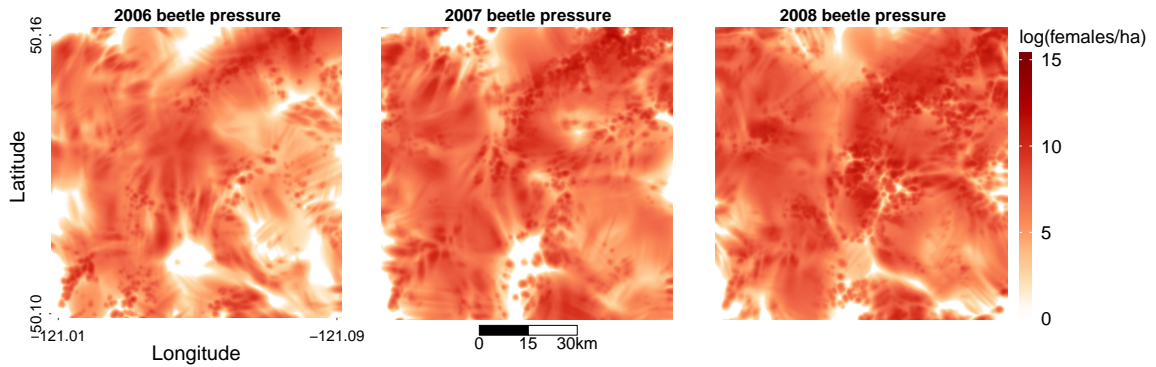 2006 beetle pressure
2007 beetle pressure
2008 beetle pressure
log(females/ha)
15
10
5
0
Latitude
50.16
50.10
−121.01
−121.09
Longitude
0
15
30km